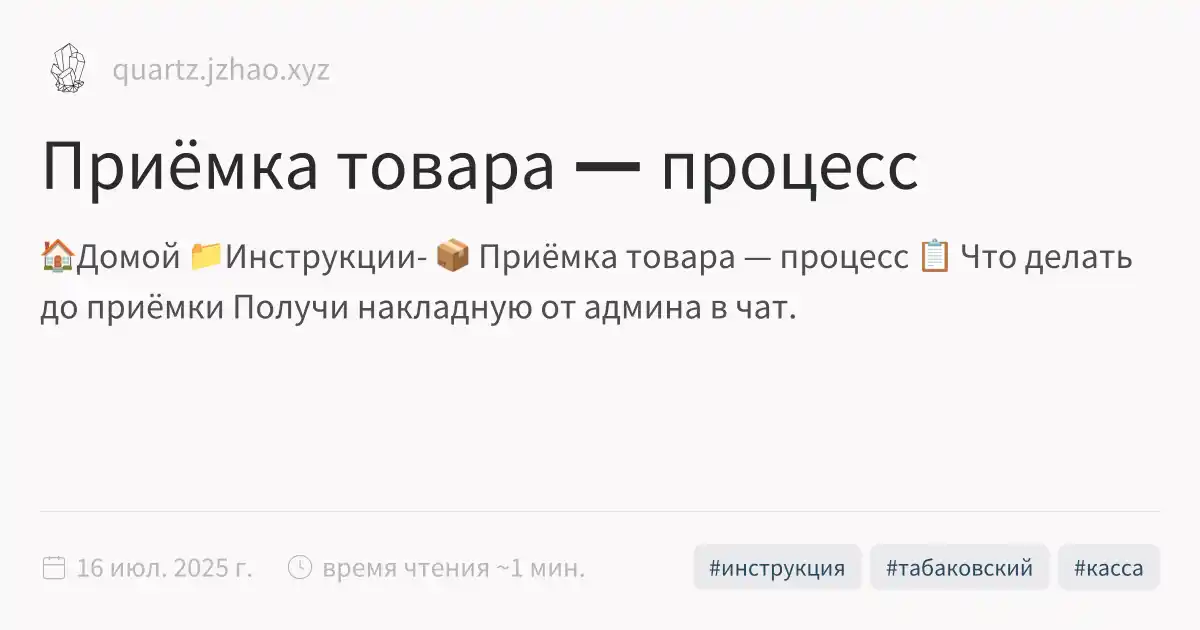 quartz.jzhao.xyz
Приёмка товара — процесс
🏠Домой 📁Инструкции- 📦 Приёмка товара — процесс 📋 Что делать
до приёмки Получи накладную от админа в чат.
16 июл. 2025 г. время чтения ~1 мин. #инструкция #табаковский #касса